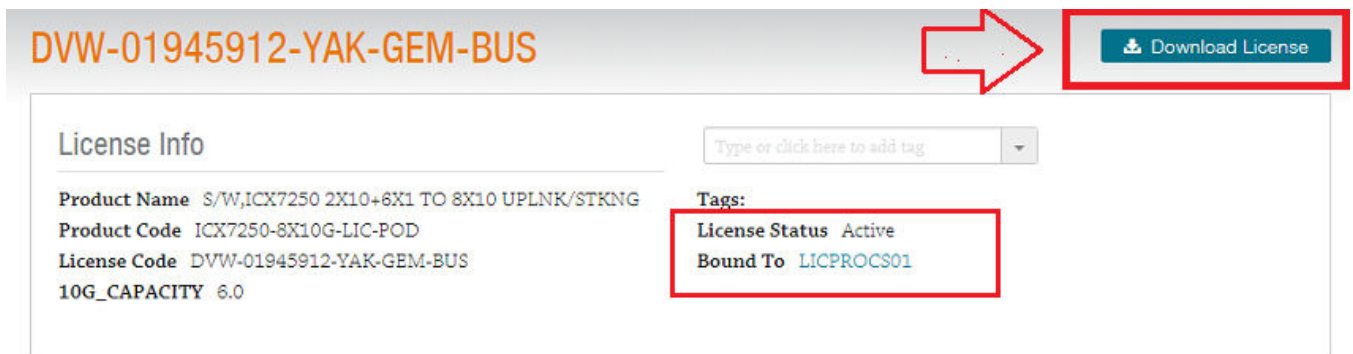 DVW-01945912-YAK-GEM-BUS
Download License
License Info
Type or click here to add tag
Product Name S/W,ICX7250 2X10+6X1 TO 8X10 UPLNK/STKNG
Product Code ICX7250-8X10G-LIC-POD
License Code DVW-01945912-YAK-GEM-BUS
10G_CAPACITY 6.0
Tags:
License Status Active
Bound To LICPROCS01